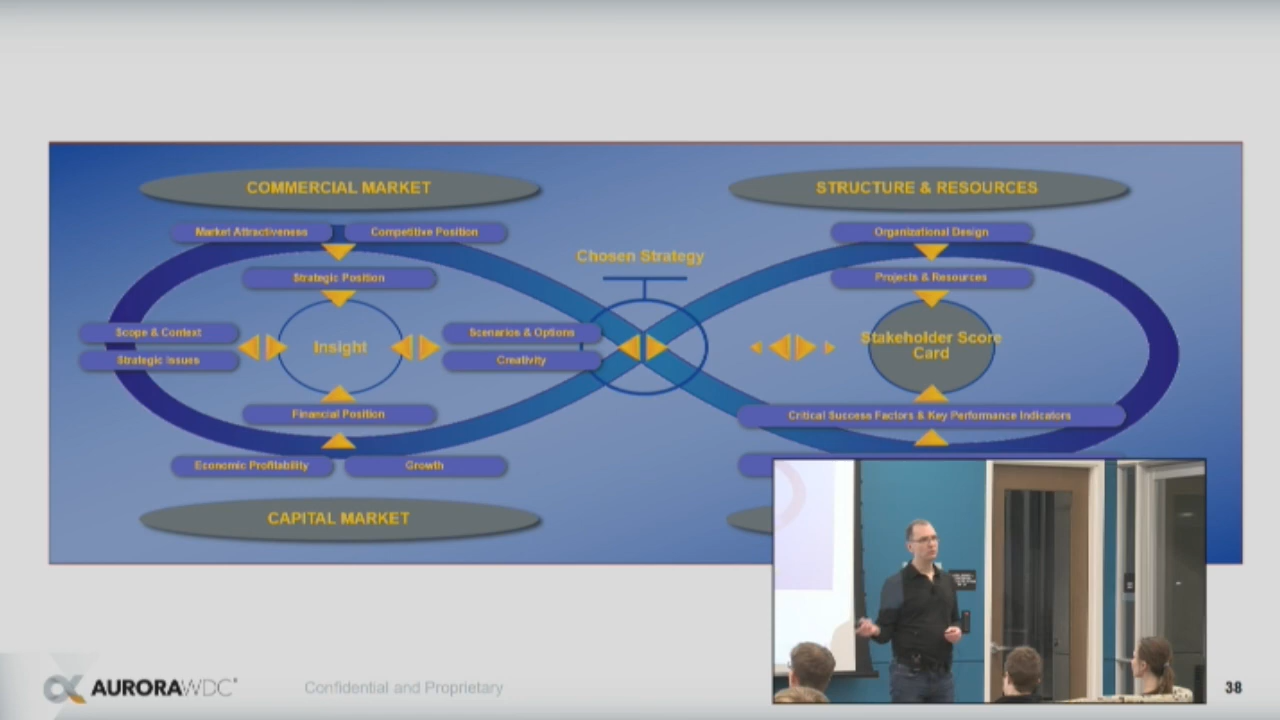 COMMERCIAL MARKET
STRUCTURE & RESOURCES
Market Attractiveness
Competitive Position
Organizational Design
Chosen Strategy
Strategic Position
Projects & Resources
Scope & Context
Scenarios & Options
Insight
Stakeholder Score
Card
Strategic Issues
Creativity
Financial Position
Critical Success Factors & Key Performance Indicators
Economic Profitability
Growth
CAPITAL MARKET
AURORAWDC
Confidential and Proprietary
38